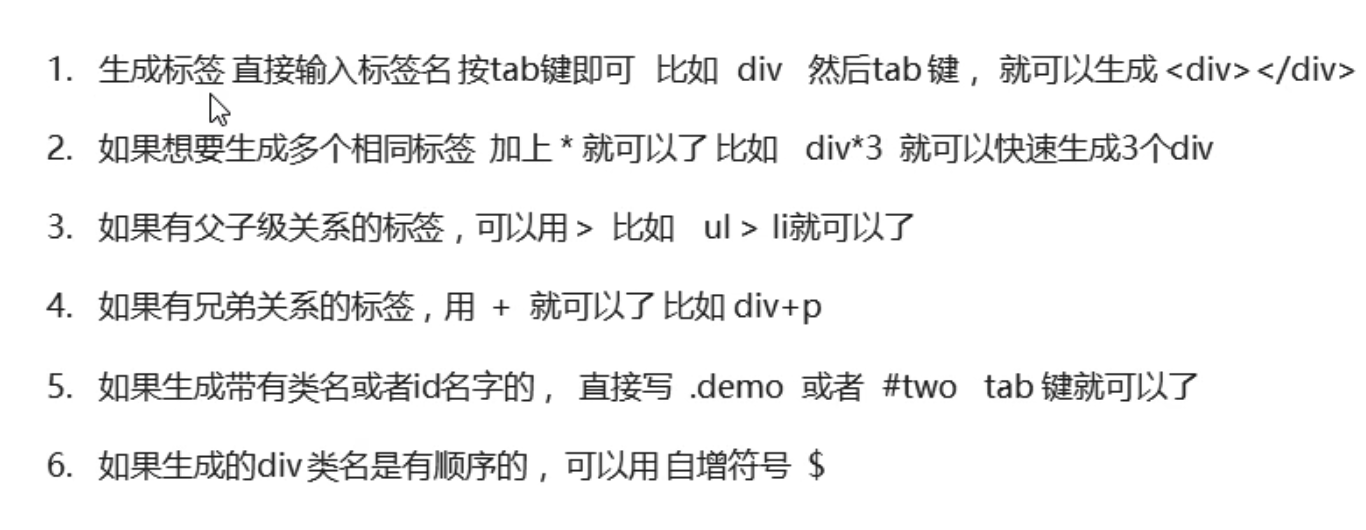 1. 生成标签 直接输入标签名 按tab键即可 比如 div 然后tab 键， 就可以生成 <div></div>
2. 如果想要生成多个相同标签 加上 * 就可以了 比如 div*3 就可以快速生成3个div
3. 如果有父子级关系的标签，可以用 > 比如 ul > li就可以了
4. 如果有兄弟关系的标签，用 + 就可以了 比如 div+p
5. 如果生成带有类名或者id名字的， 直接写 .demo 或者 #two tab 键就可以了
6. 如果生成的div 类名是有顺序的， 可以用 自增符号 $